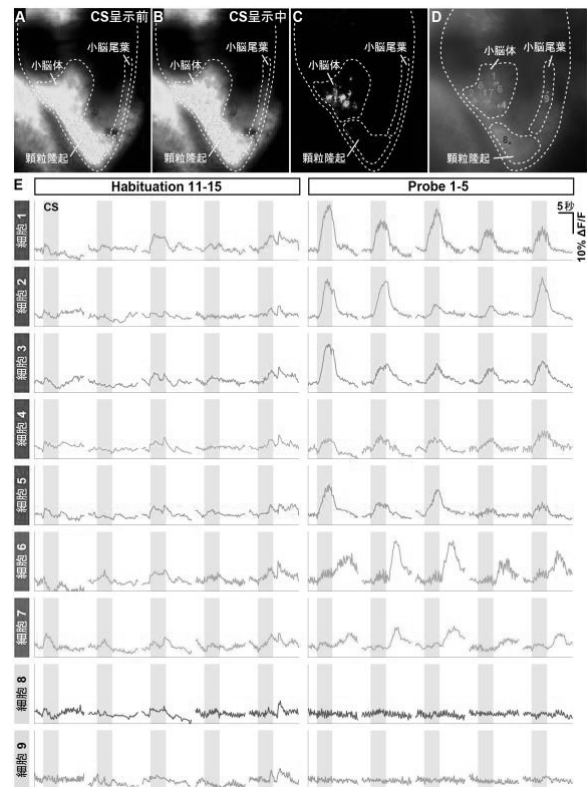 A CS呈示前
小脳体
小脳尾葉
顆粒隆起
B CS呈示中
小脳体
小脳尾葉
顆粒隆起
C
小脳体
小脳尾葉
顆粒隆起
D
小脳体
小脳尾葉
顆粒隆起
E
Habituation 11-15
Probe 1-5
CS
5秒
10% ΔF/F
細胞 1
細胞 2
細胞 3
細胞 4
細胞 5
細胞 6
細胞 7
細胞 8
細胞 9